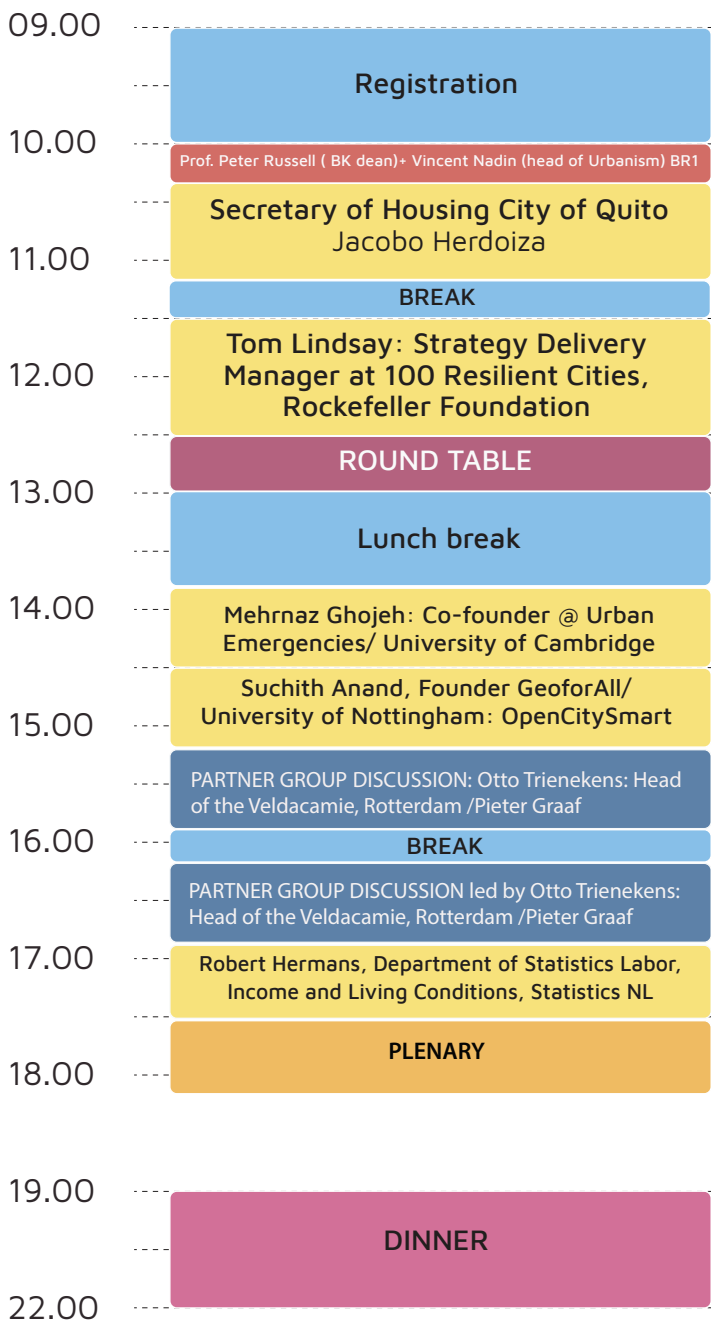 09.00
Registration
10.00
Prof. Peter Russell ( BK dean)+ Vincent Nadin (head of Urbanism) BR1
Secretary of Housing City of Quito
Jacobo Herdoiza
11.00
BREAK
Tom Lindsay: Strategy Delivery
12.00
Manager at 100 Resilient Cities,
Rockefeller Foundation
ROUND TABLE
13.00
Lunch break
14.00
Mehrnaz Ghojeh: Co-founder @ Urban
Emergencies/ University of Cambridge
Suchith Anand, Founder GeoforAll/
University of Nottingham: OpenCitySmart
15.00
PARTNER GROUP DISCUSSION: Otto Trienekens: Head
of the Veldacamie, Rotterdam /Pieter Graaf
16.00
BREAK
PARTNER GROUP DISCUSSION led by Otto Trienekens:
Head of the Veldacamie, Rotterdam /Pieter Graaf
17.00
Robert Hermans, Department of Statistics Labor,
Income and Living Conditions, Statistics NL
PLENARY
18.00
19.00
DINNER
22.00